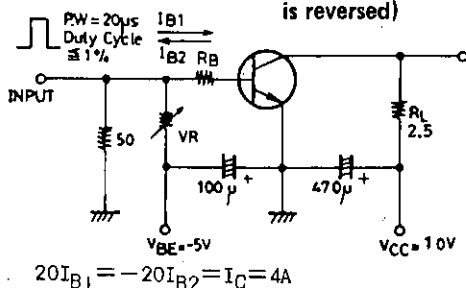 is reversed)
PW=20μs
Duty Cycle
≦1%
IB1
IB2
RB
INPUT
50
VR
100μ
+
470μ
+
RL
2.5
VBE=-5V
VCC=10V
20IB1=-20IB2=IC=4A